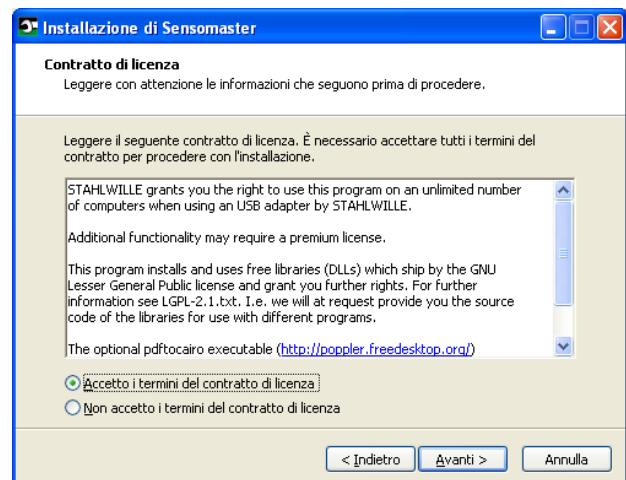 Installazione di Sensomaster
Contratto di licenza
Leggere con attenzione le informazioni che seguono prima di procedere.
Leggere il seguente contratto di licenza. È necessario accettare tutti i termini del
contratto per procedere con l'installazione.
STAHLWILLE grants you the right to use this program on an unlimited number
of computers when using an USB adapter by STAHLWILLE.
Additional functionality may require a premium license.
This program installs and uses free libraries (DLLs) which ship by the GNU
Lesser General Public license and grant you further rights. For further
information see LGPL-2.1.txt. I.e. we will at request provide you the source
code of the libraries for use with different programs.
The optional pdftocairo executable (http://poppler.freedesktop.org/)
Accetto i termini del contratto di licenza
Non accetto i termini del contratto di licenza
< Indietro Avanti > Annulla